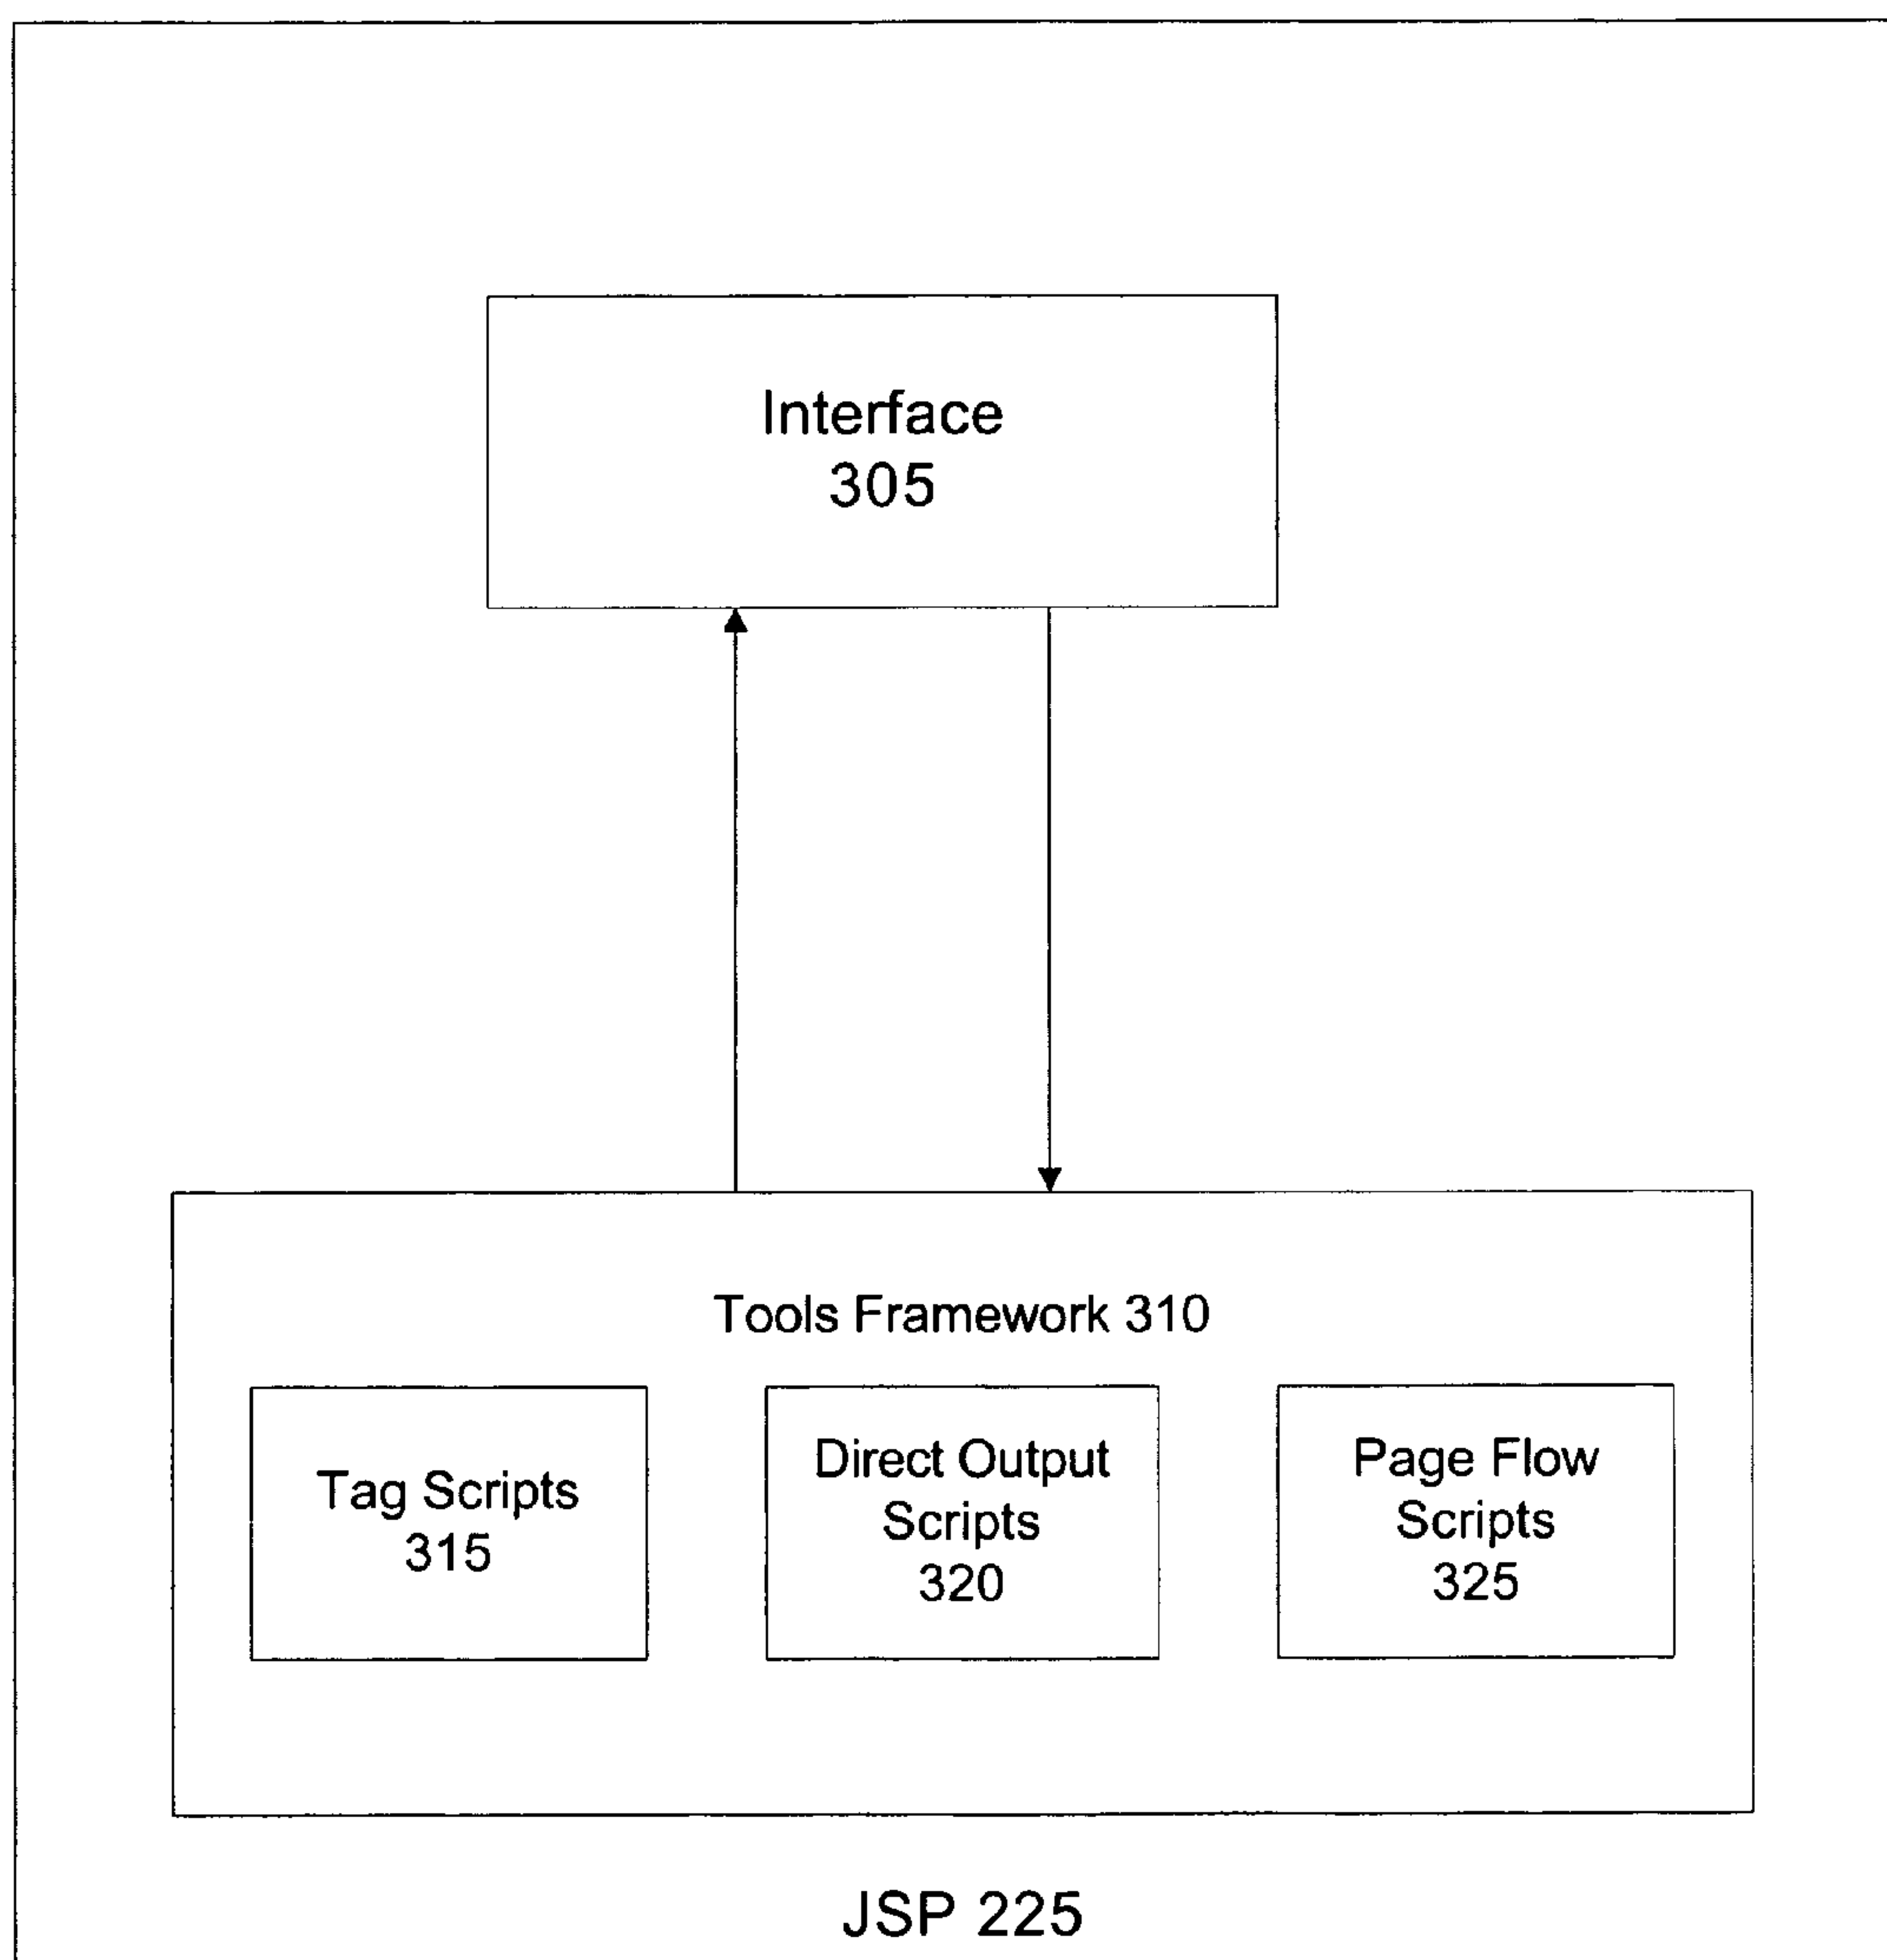 Interface
305
Tools Framework 310
Tag Scripts
315
Direct Output
Scripts
320
Page Flow
Scripts
325
JSP 225